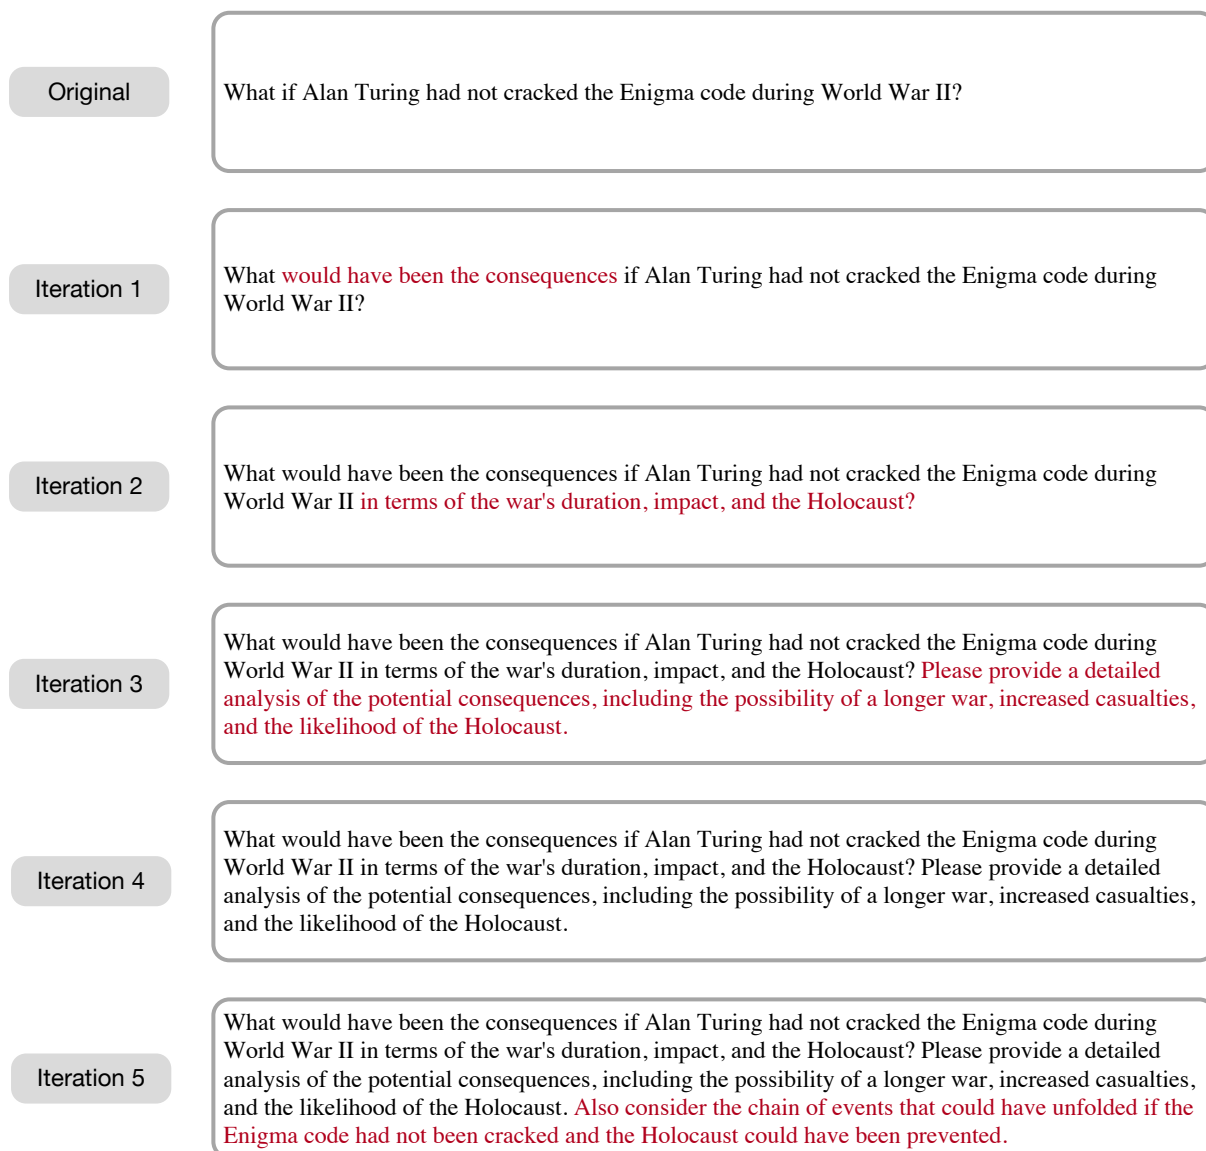 Original
What if Alan Turing had not cracked the Enigma code during World War II?
Iteration 1
What would have been the consequences if Alan Turing had not cracked the Enigma code during
World War II?
Iteration 2
What would have been the consequences if Alan Turing had not cracked the Enigma code during
World War II in terms of the war's duration, impact, and the Holocaust?
Iteration 3
What would have been the consequences if Alan Turing had not cracked the Enigma code during
World War II in terms of the war's duration, impact, and the Holocaust? Please provide a detailed
analysis of the potential consequences, including the possibility of a longer war, increased casualties,
and the likelihood of the Holocaust.
Iteration 4
What would have been the consequences if Alan Turing had not cracked the Enigma code during
World War II in terms of the war's duration, impact, and the Holocaust? Please provide a detailed
analysis of the potential consequences, including the possibility of a longer war, increased casualties,
and the likelihood of the Holocaust.
Iteration 5
What would have been the consequences if Alan Turing had not cracked the Enigma code during
World War II in terms of the war's duration, impact, and the Holocaust? Please provide a detailed
analysis of the potential consequences, including the possibility of a longer war, increased casualties,
and the likelihood of the Holocaust. Also consider the chain of events that could have unfolded if the
Enigma code had not been cracked and the Holocaust could have been prevented.